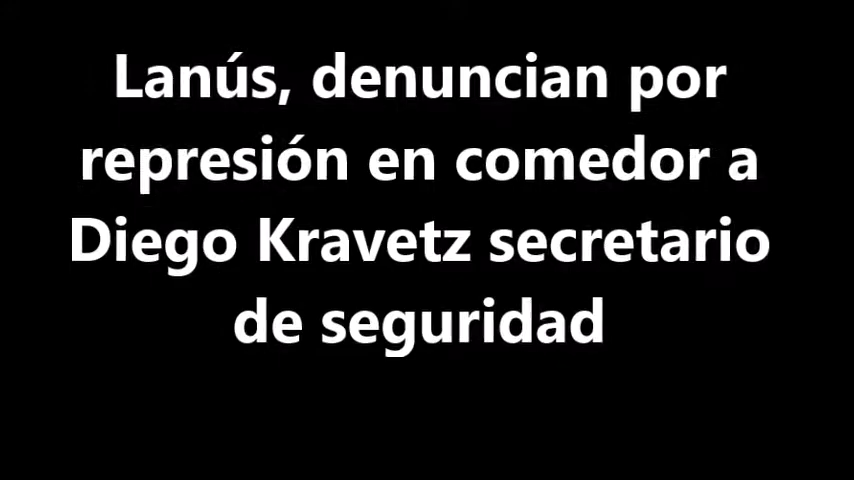 Lanús, denuncian por
represión en comedor a
Diego Kravetz secretario
de seguridad